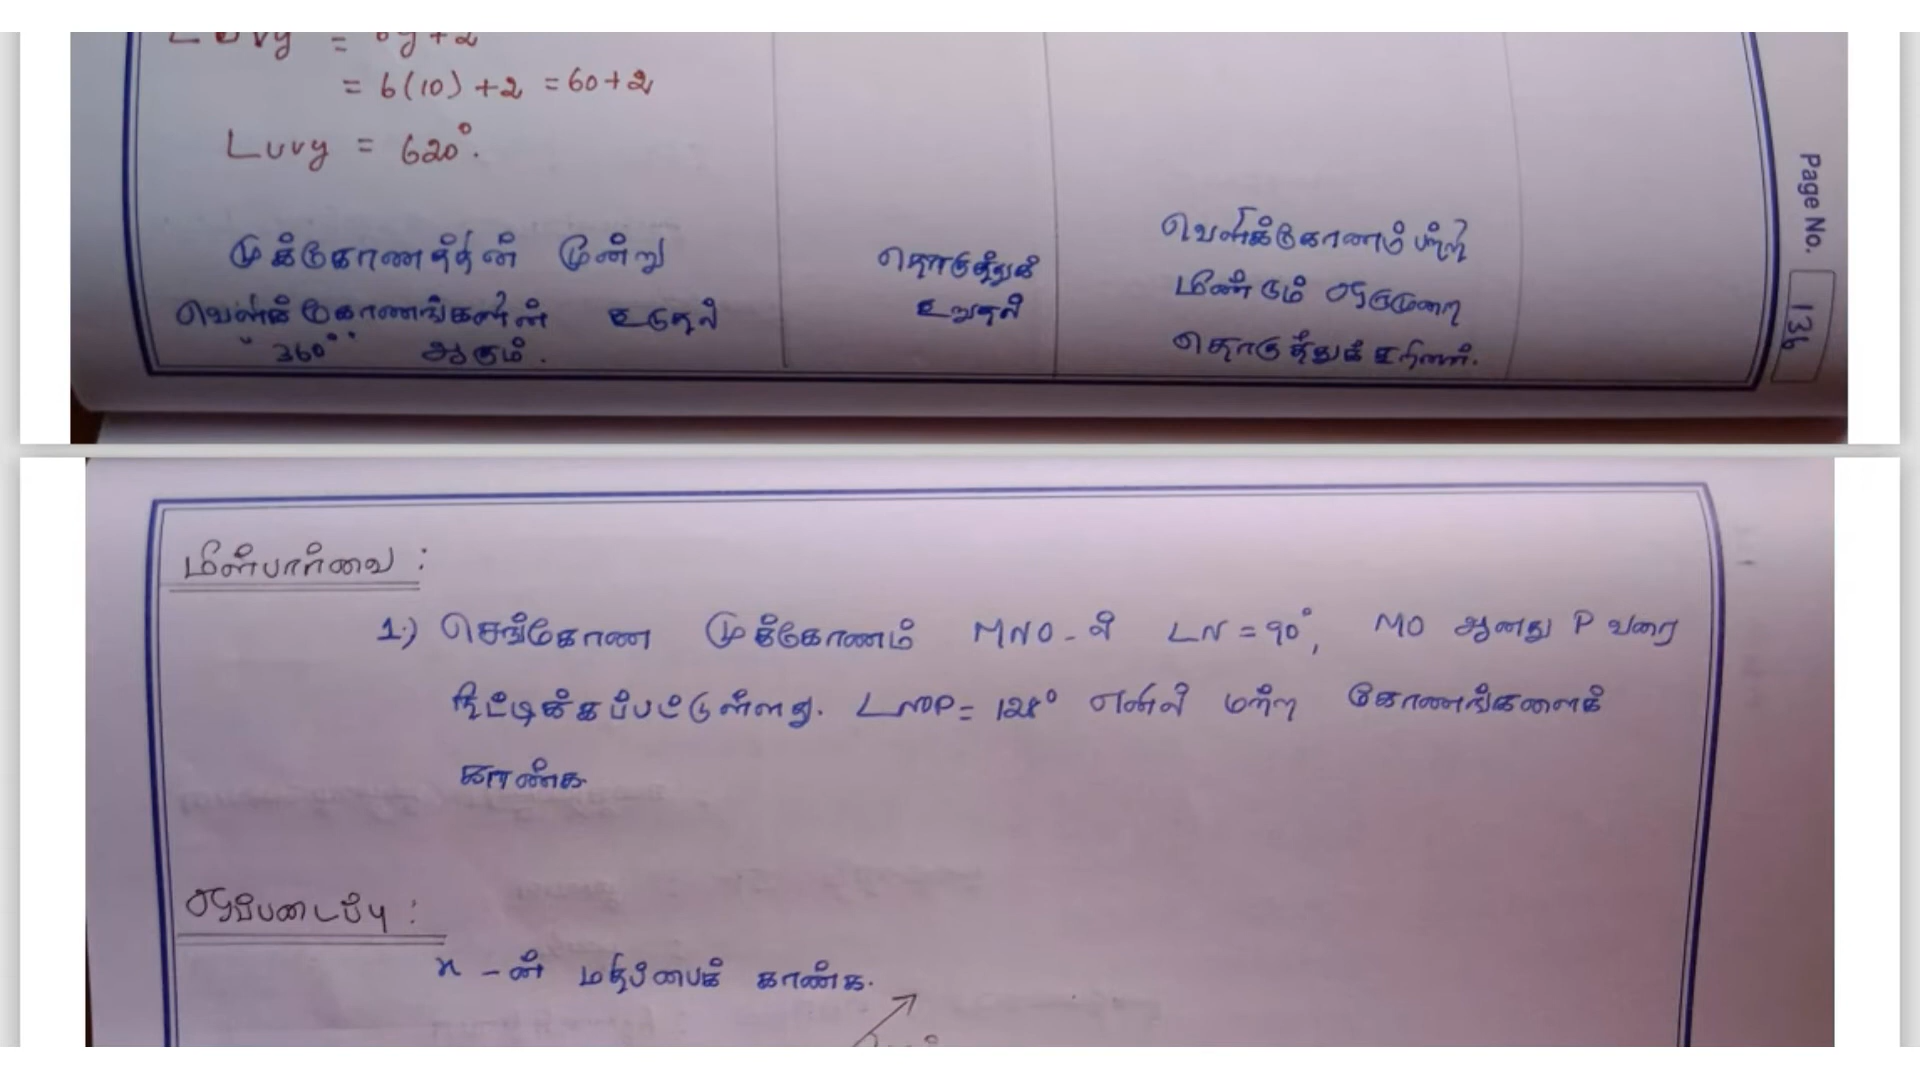 = 6y+2
= 6(10) +2 = 60+2
∠UVY = 620°.
முக்கோணத்தின் மூன்று
வெளிக்கோணங்களின் கூடுதல்
"360°" ஆகும்.
தொகுத்துக்
கூறுதல்
வெளிக்கோணம் பற்றி
மீண்டும் ஒருமுறை
தொகுத்துக் கூறினார்.
Page No. 136
மீள்பார்வை :
1.) செங்கோண முக்கோணம் MNO-ல் ∠N = 90°, MO ஆனது P வரை
நீட்டிக்கப்பட்டுள்ளது. ∠NOP = 128° எனில் மற்ற கோணங்களைக்
காண்க.
ஒப்படைப்பு :
x -ன் மதிப்பைக் காண்க.